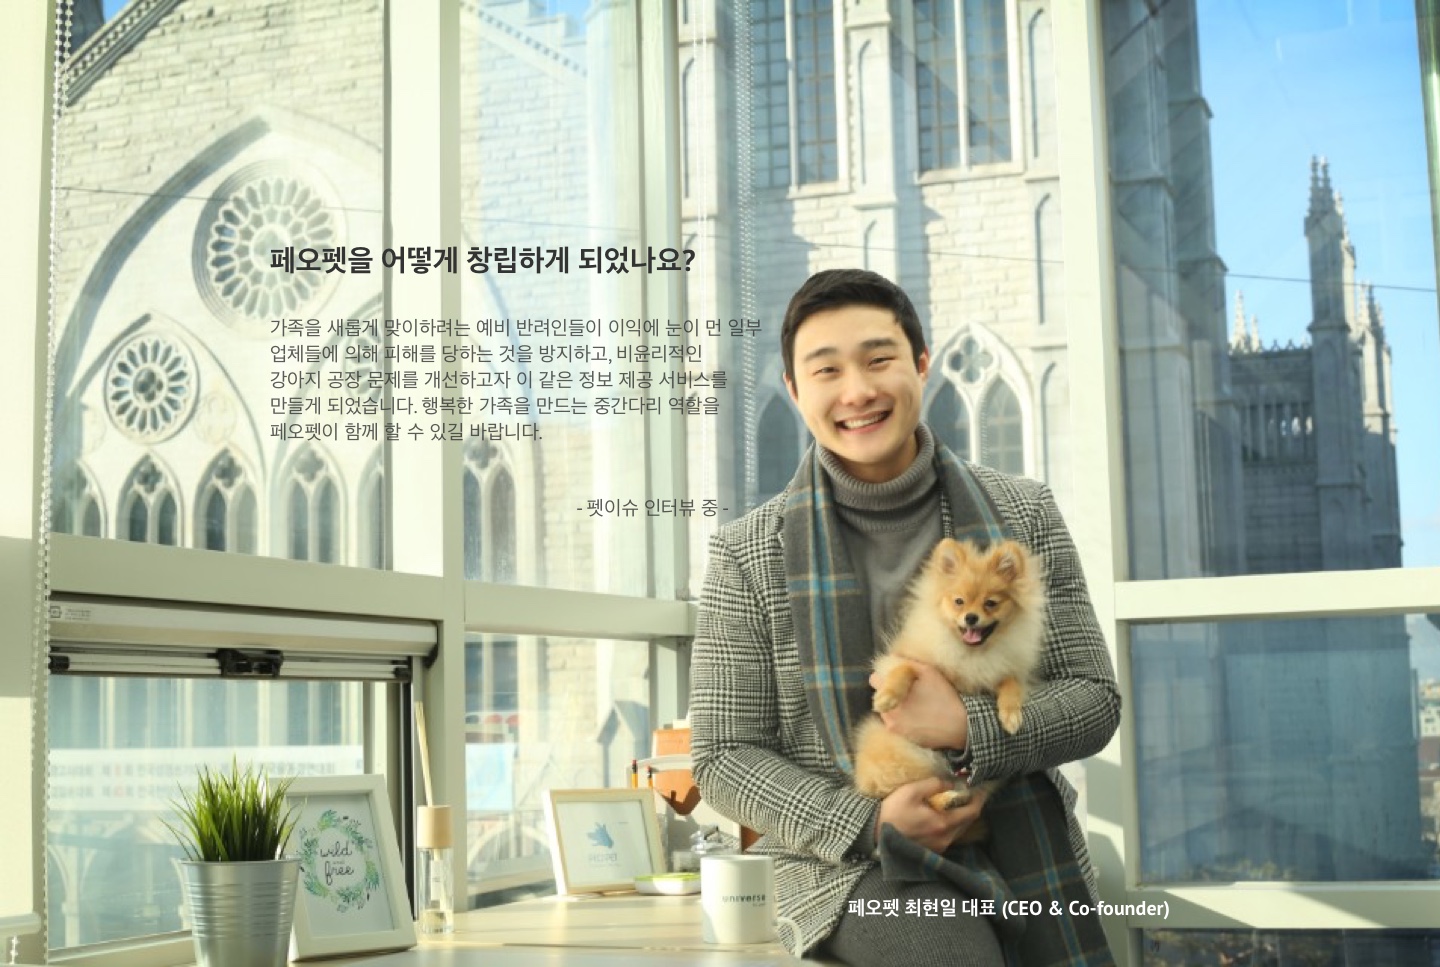 페오펫을 어떻게 창립하게 되었나요?
가족을 새롭게 맞이하려는 예비 반려인들이 이익에 눈이 먼 일부
업체들에 의해 피해를 당하는 것을 방지하고, 비윤리적인
강아지 공장 문제를 개선하고자 이 같은 정보 제공 서비스를
만들게 되었습니다. 행복한 가족을 만드는 중간다리 역할을
페오펫이 함께 할 수 있길 바랍니다.
- 펫이슈 인터뷰 중 -
wild
free
universe
페오펫 최현일 대표 (CEO & Co-founder)